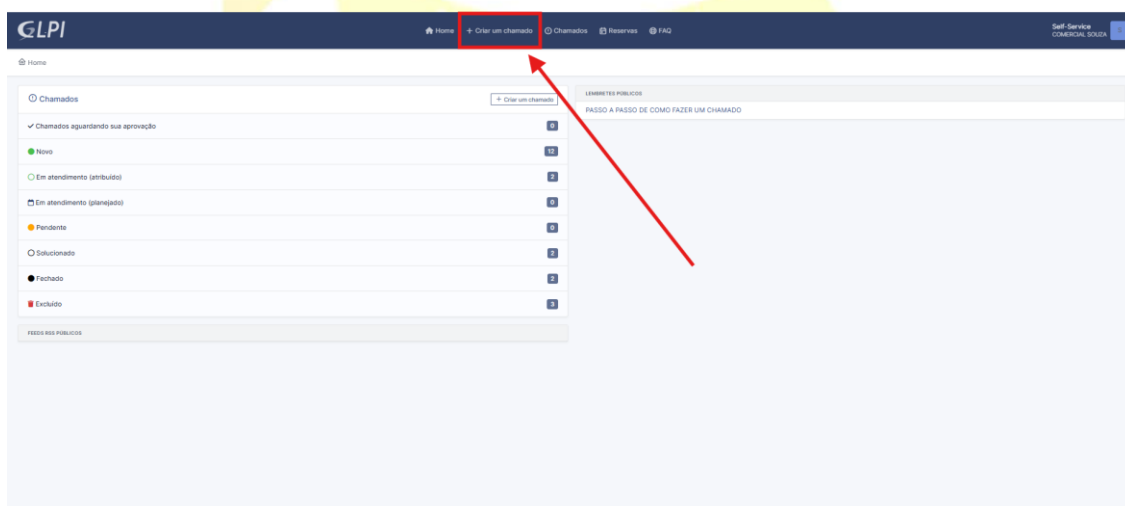 GLPI
Home + Criar um chamado Chamados Reservas FAQ
Self-Service
COMERCIAL SOUZA
Home
Chamados
+ Criar um chamado
Chamados aguardando sua aprovação 0
Novo 12
Em atendimento (atribuído) 2
Em atendimento (planejado) 0
Pendente 0
Solucionado 2
Fechado 2
Excluído 3
FEEDS RSS PÚBLICOS
LEMBRETES PÚBLICOS
PASSO A PASSO DE COMO FAZER UM CHAMADO